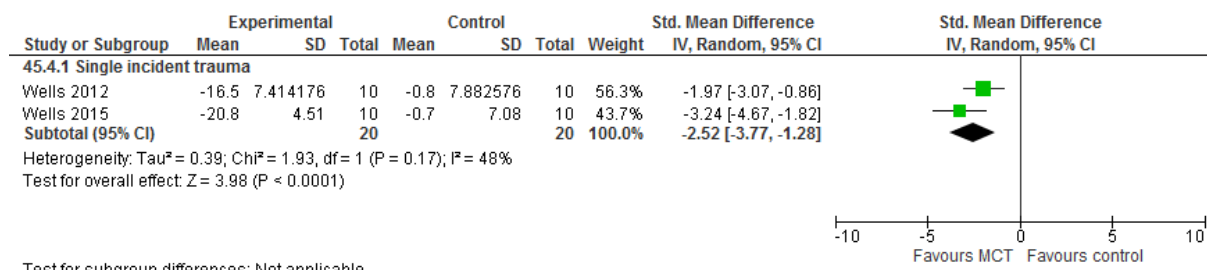 Experimental Control Std. Mean Difference Std. Mean Difference
Study or Subgroup Mean SD Total Mean SD Total Weight IV, Random, 95% CI IV, Random, 95% CI
45.4.1 Single incident trauma
Wells 2012 -16.5 7.414176 10 -0.8 7.882576 10 56.3% -1.97 [-3.07, -0.86]
Wells 2015 -20.8 4.51 10 -0.7 7.08 10 43.7% -3.24 [-4.67, -1.82]
Subtotal (95% CI) 20 20 100.0% -2.52 [-3.77, -1.28]
Heterogeneity: Tau² = 0.39; Chi² = 1.93, df = 1 (P = 0.17); I² = 48%
Test for overall effect: Z = 3.98 (P < 0.0001)
-10 -5 0 5 10
Favours MCT Favours control
Test for subgroup differences: Not applicable